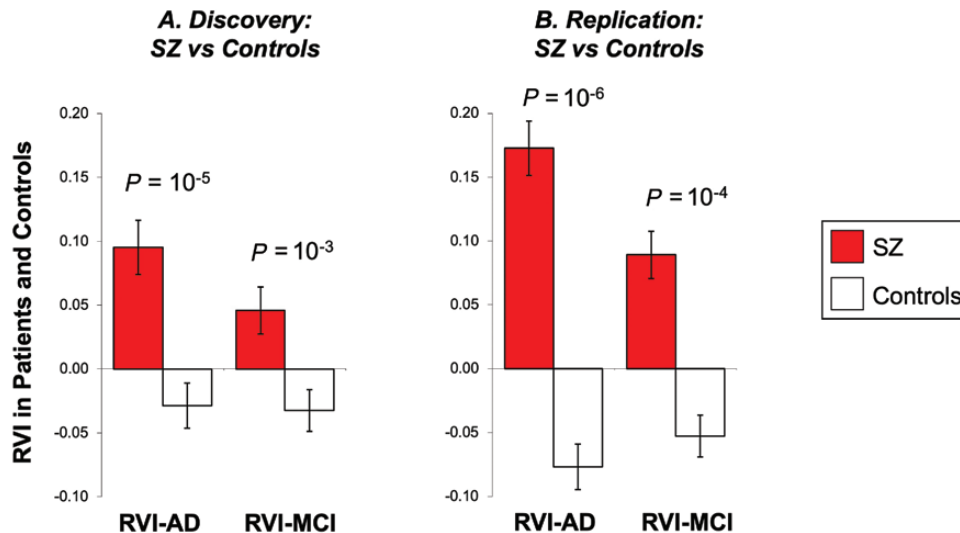 A. Discovery:
SZ vs Controls
B. Replication:
SZ vs Controls
RVI in Patients and Controls
0.20
0.15
0.10
0.05
0.00
-0.05
-0.10
P = 10⁻⁵
P = 10⁻³
RVI-AD
RVI-MCI
0.20
0.15
0.10
0.05
0.00
-0.05
-0.10
P = 10⁻⁶
P = 10⁻⁴
RVI-AD
RVI-MCI
SZ
Controls